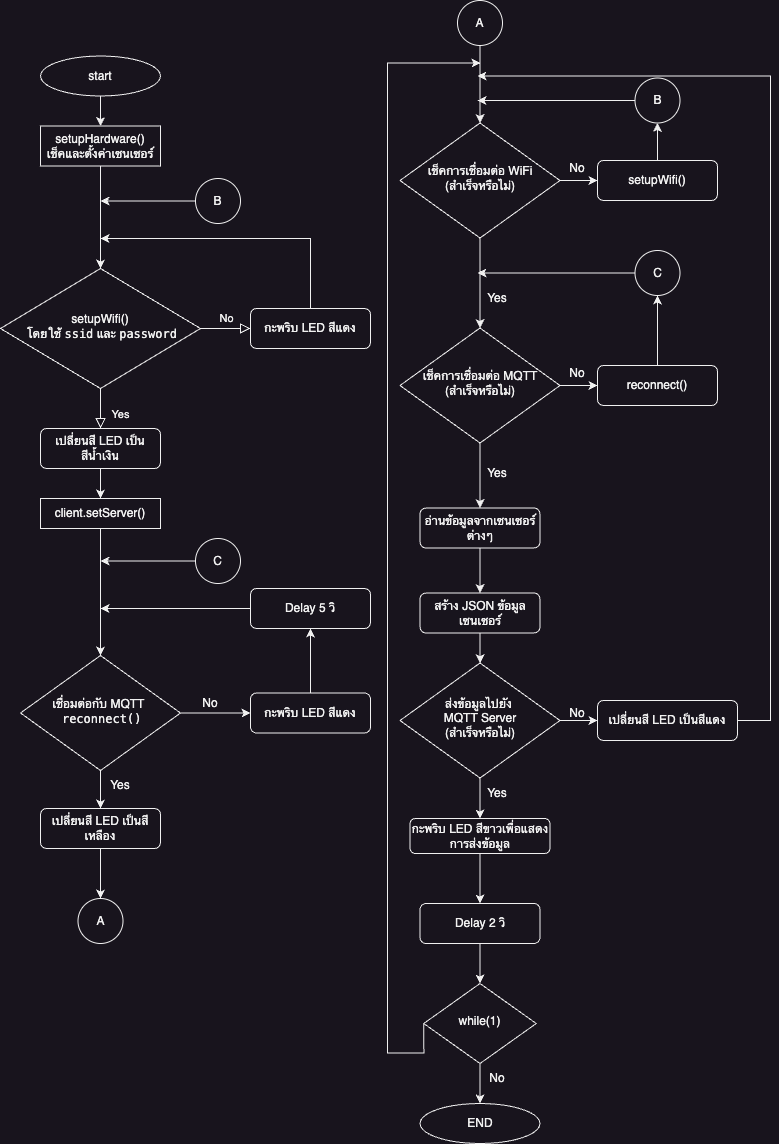 start
setupHardware()
เช็คและตั้งค่าเซนเซอร์
B
setupWifi()
โดยใช้ ssid และ password
No
กะพริบ LED สีแดง
Yes
เปลี่ยนสี LED เป็น
สีน้ำเงิน
client.setServer()
C
Delay 5 วิ
เชื่อมต่อกับ MQTT
reconnect()
No
กะพริบ LED สีแดง
Yes
เปลี่ยนสี LED เป็นสี
เหลือง
A
A
B
เช็คการเชื่อมต่อ WiFi
(สำเร็จหรือไม่)
No
setupWifi()
C
Yes
เช็คการเชื่อมต่อ MQTT
(สำเร็จหรือไม่)
No
reconnect()
Yes
อ่านข้อมูลจากเซนเซอร์
ต่างๆ
สร้าง JSON ข้อมูล
เซนเซอร์
ส่งข้อมูลไปยัง
MQTT Server
(สำเร็จหรือไม่)
No
เปลี่ยนสี LED เป็นสีแดง
Yes
กะพริบ LED สีขาวเพื่อแสดง
การส่งข้อมูล
Delay 2 วิ
while(1)
No
END